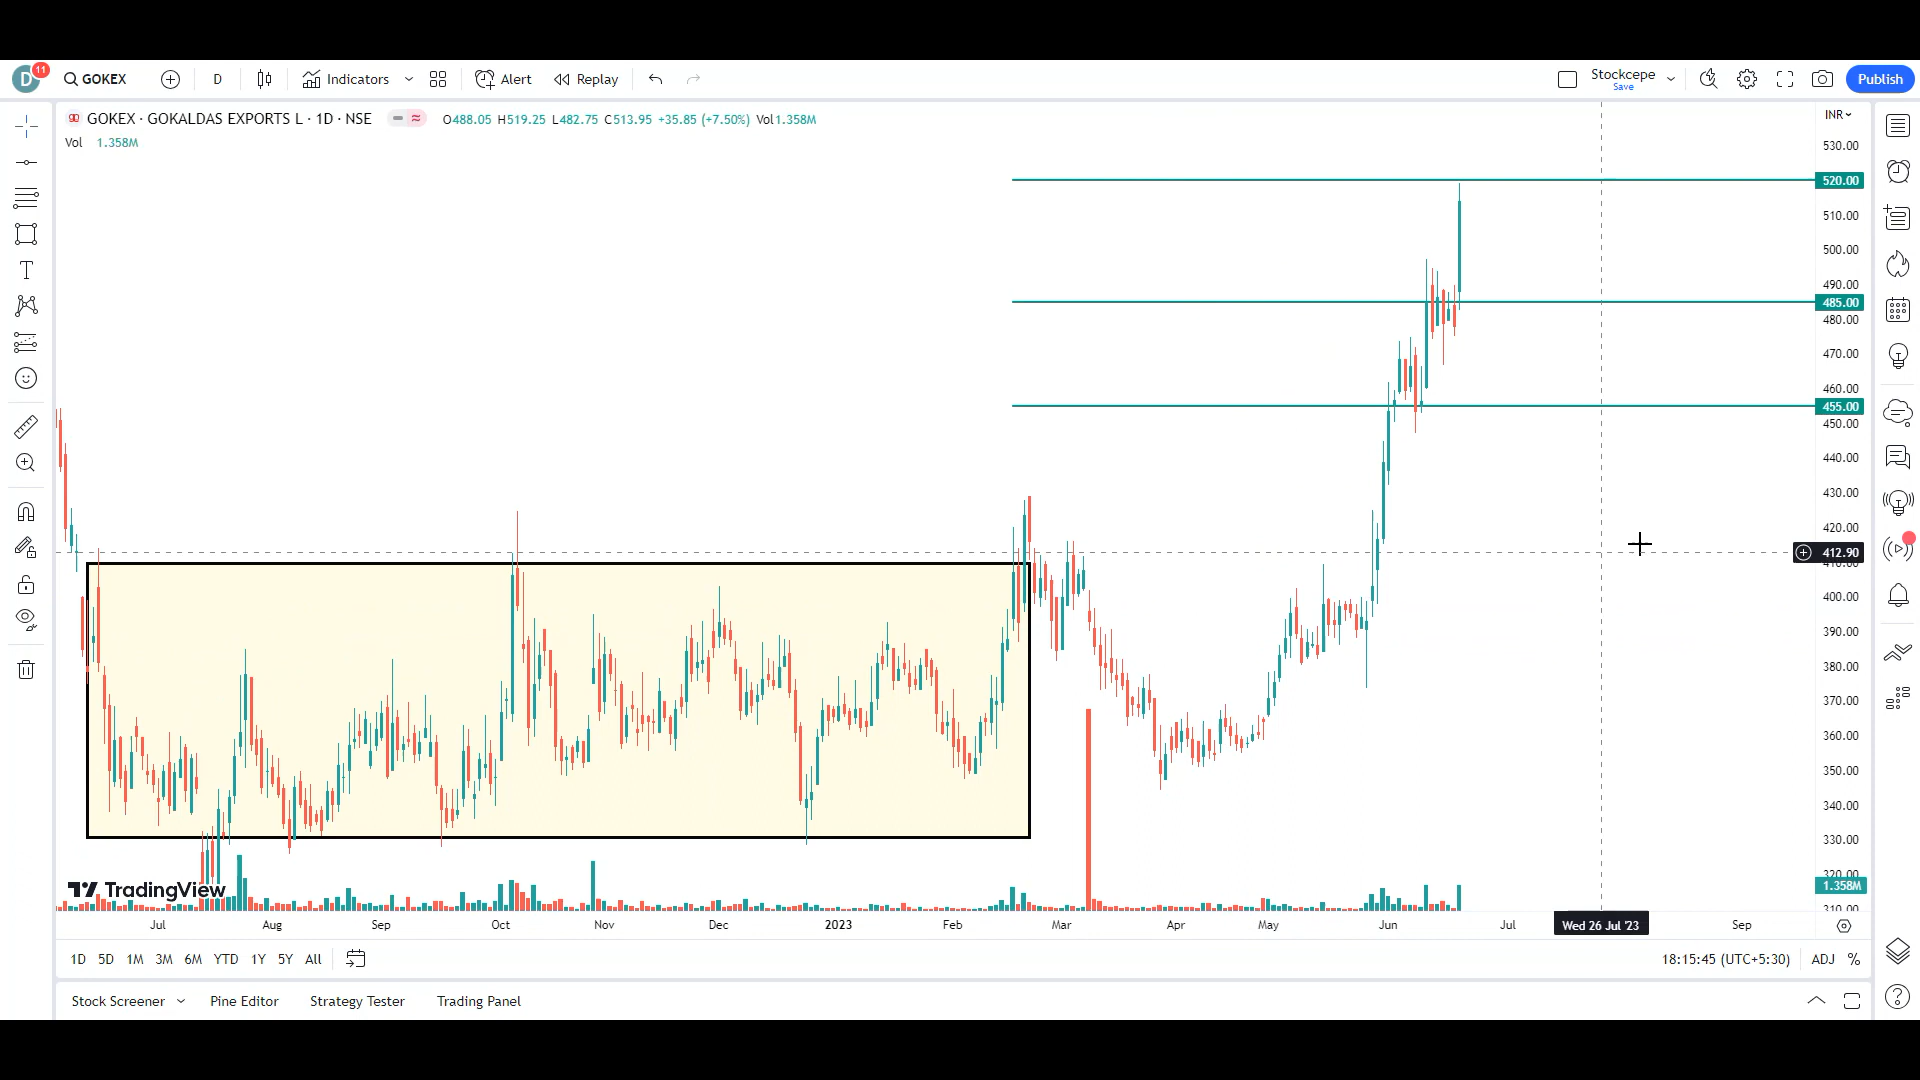 D 11 GOKEX D Indicators Alert Replay Stockcepe Save Publish
GOKEX · GOKALDAS EXPORTS L · 1D · NSE O488.05 H519.25 L482.75 C513.95 +35.85 (+7.50%) Vol1.358M
Vol 1.358M
INR
530.00
520.00
510.00
500.00
490.00
485.00
480.00
470.00
460.00
455.00
450.00
440.00
430.00
420.00
412.90
410.00
400.00
390.00
380.00
370.00
360.00
350.00
340.00
330.00
320.00
1.358M
310.00
TradingView
Jul Aug Sep Oct Nov Dec 2023 Feb Mar Apr May Jun Jul Wed 26 Jul '23 Sep
1D 5D 1M 3M 6M YTD 1Y 5Y All 18:15:45 (UTC+5:30) ADJ %
Stock Screener Pine Editor Strategy Tester Trading Panel